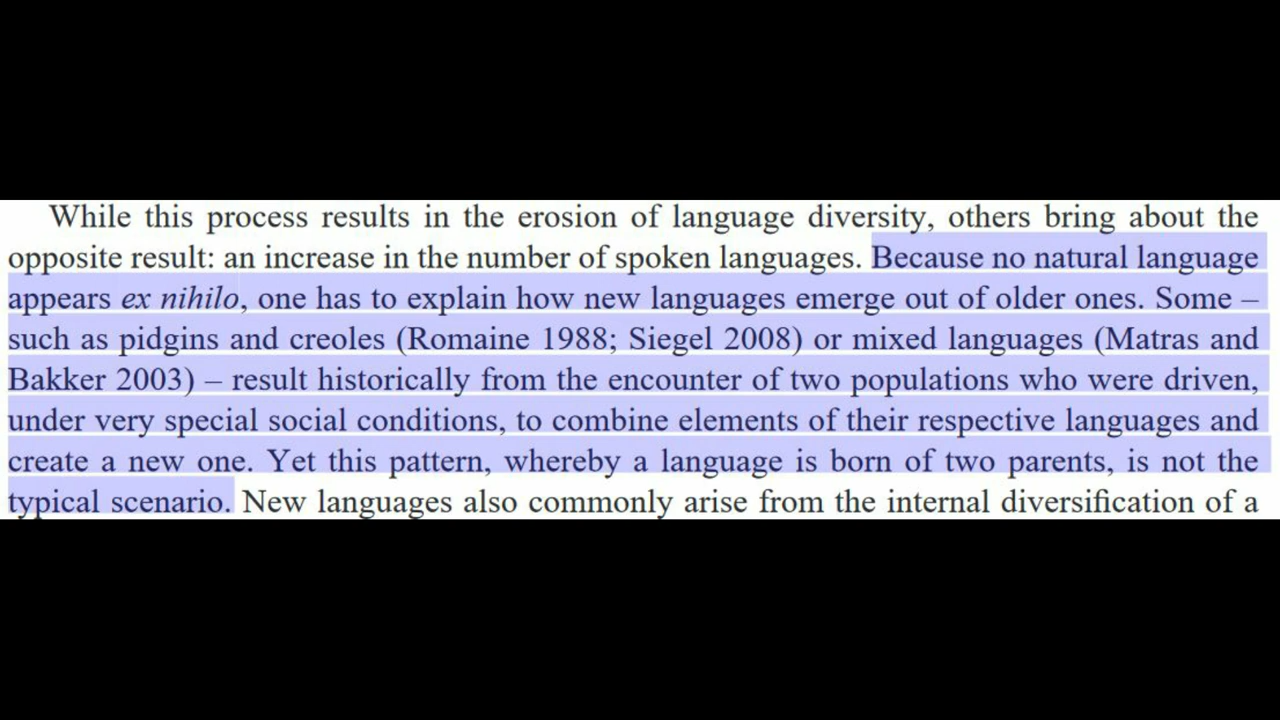 While this process results in the erosion of language diversity, others bring about the
opposite result: an increase in the number of spoken languages. Because no natural language
appears ex nihilo, one has to explain how new languages emerge out of older ones. Some –
such as pidgins and creoles (Romaine 1988; Siegel 2008) or mixed languages (Matras and
Bakker 2003) – result historically from the encounter of two populations who were driven,
under very special social conditions, to combine elements of their respective languages and
create a new one. Yet this pattern, whereby a language is born of two parents, is not the
typical scenario. New languages also commonly arise from the internal diversification of a